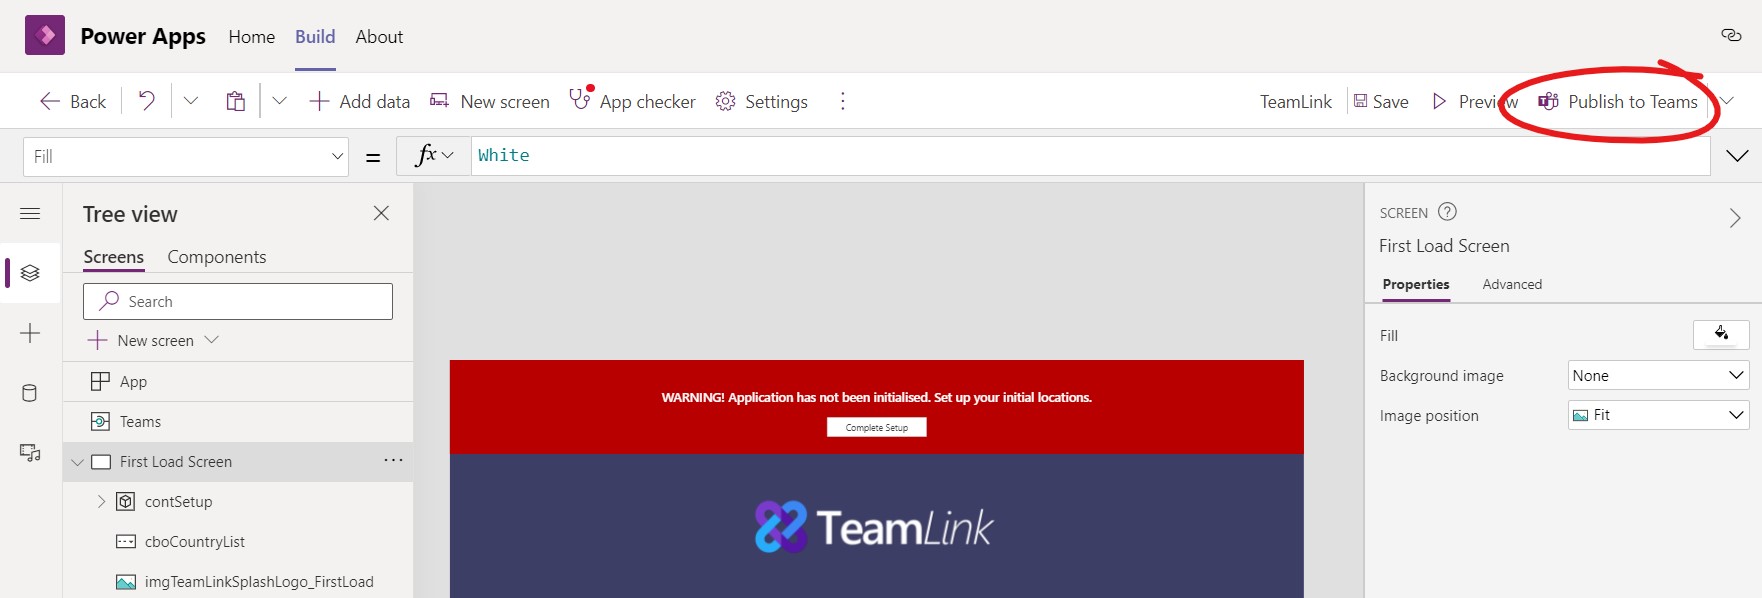 Power Apps Home Build About
Back Add data New screen App checker Settings TeamLink Save Preview Publish to Teams
Fill = fx White
Tree view
Screens Components
Search
New screen
App
Teams
First Load Screen
contSetup
cboCountryList
imgTeamLinkSplashLogo_FirstLoad
WARNING! Application has not been initialised. Set up your initial locations.
Complete Setup
TeamLink
SCREEN ?
First Load Screen
Properties Advanced
Fill
Background image None
Image position Fit